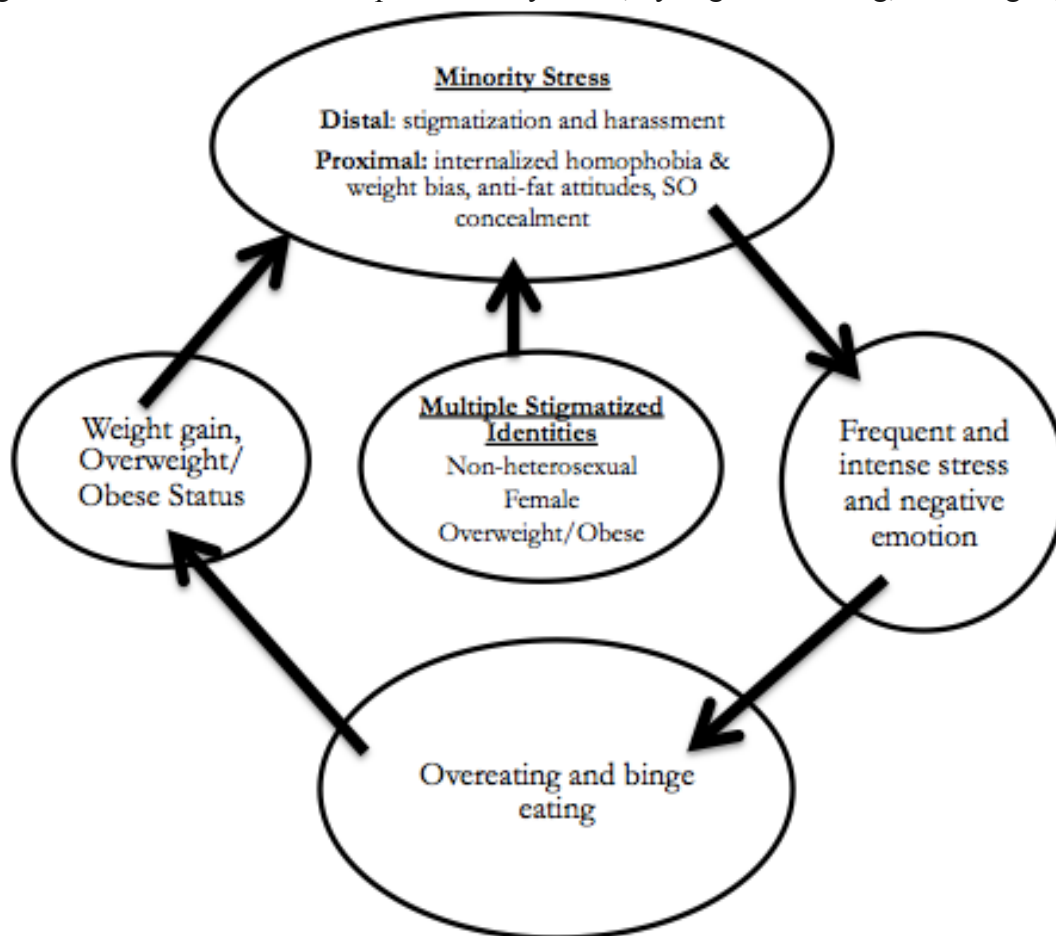 Minority Stress
Distal: stigmatization and harassment
Proximal: internalized homophobia &
weight bias, anti-fat attitudes, SO
concealment
Weight gain,
Overweight/
Obese Status
Multiple Stigmatized
Identities
Non-heterosexual
Female
Overweight/Obese
Frequent and
intense stress
and negative
emotion
Overeating and binge
eating